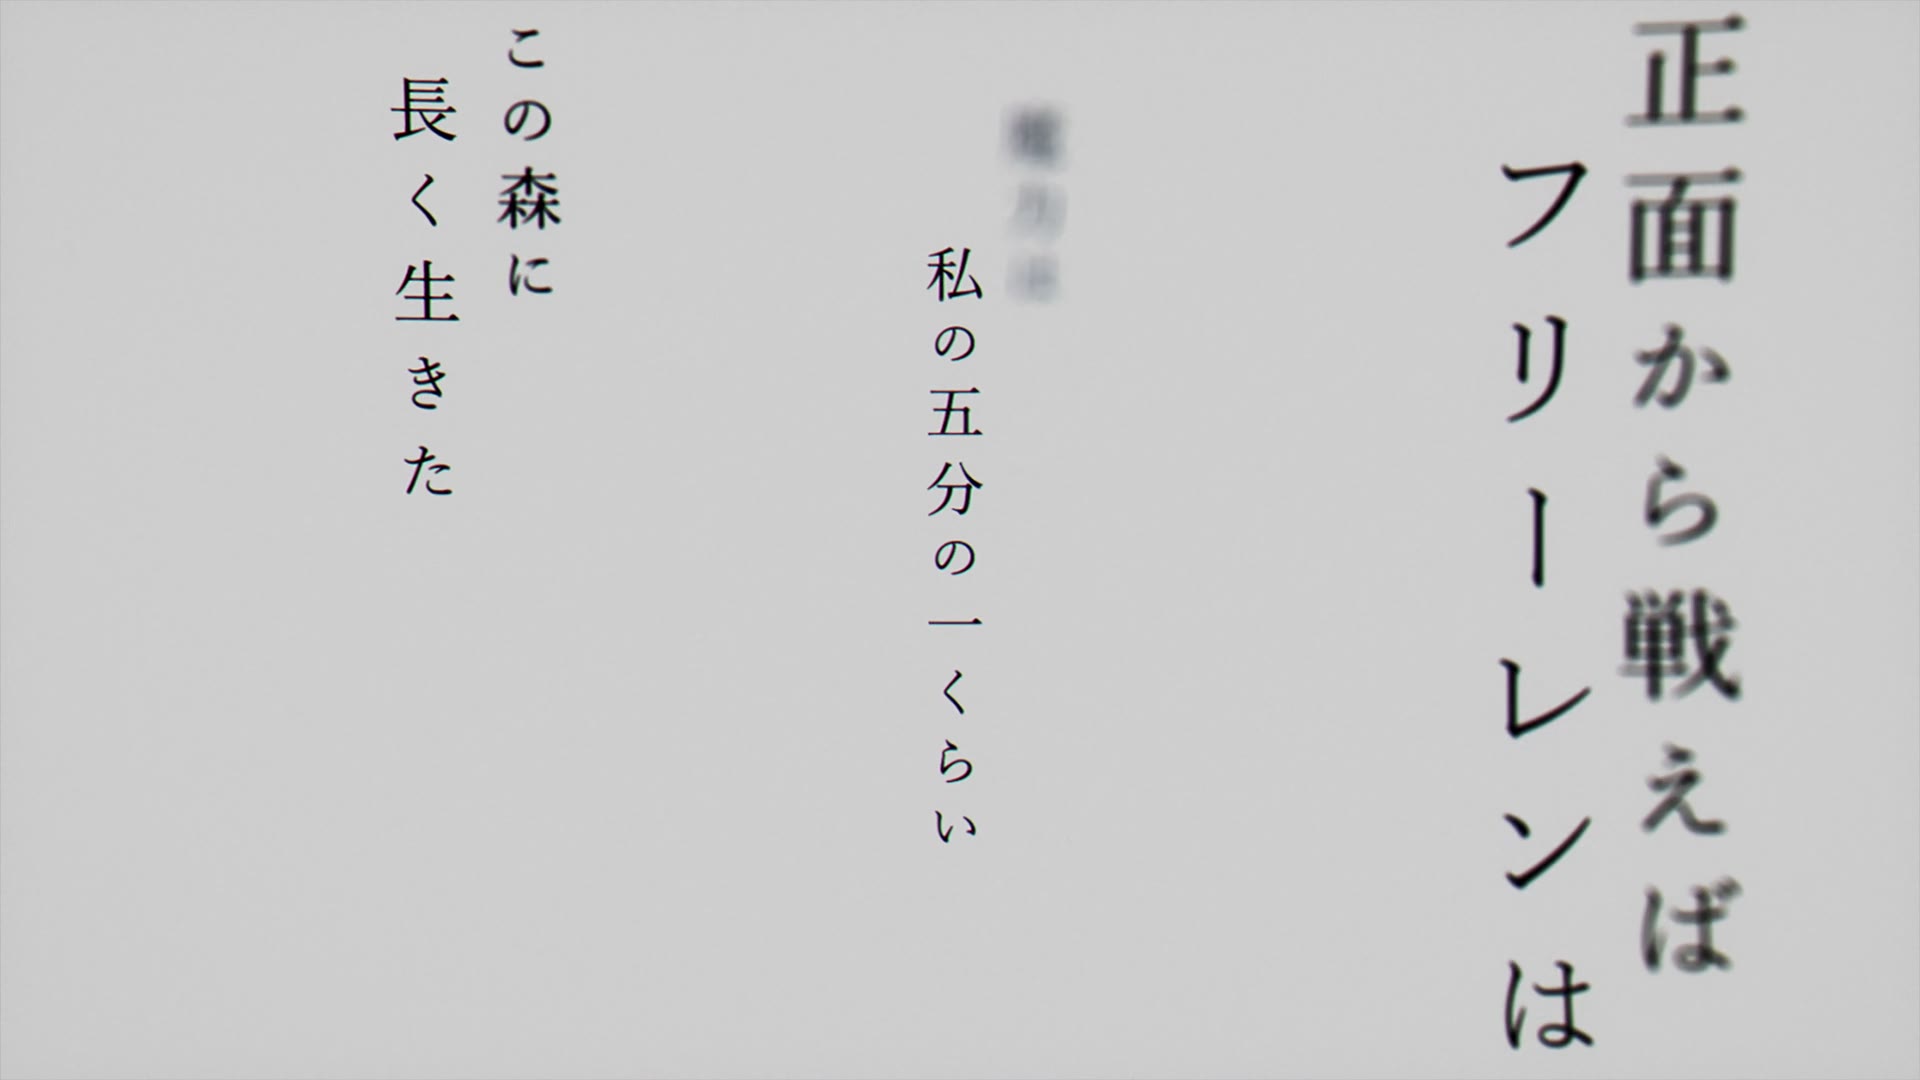 正面から戦えば
フリーレンは
私の五分の一くらい
この森に
長く生きた